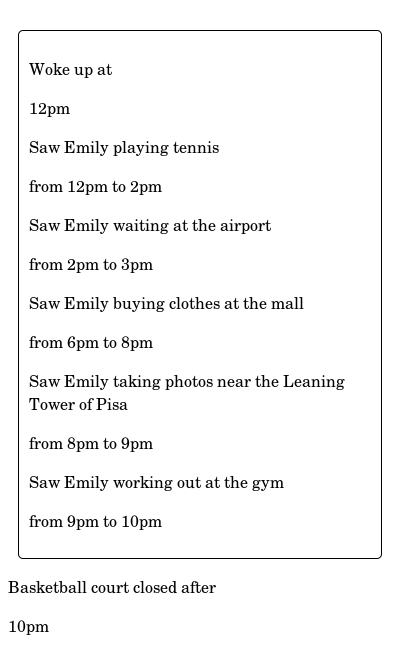 Woke up at
12pm
Saw Emily playing tennis
from 12pm to 2pm
Saw Emily waiting at the airport
from 2pm to 3pm
Saw Emily buying clothes at the mall
from 6pm to 8pm
Saw Emily taking photos near the Leaning
Tower of Pisa
from 8pm to 9pm
Saw Emily working out at the gym
from 9pm to 10pm
Basketball court closed after
10pm